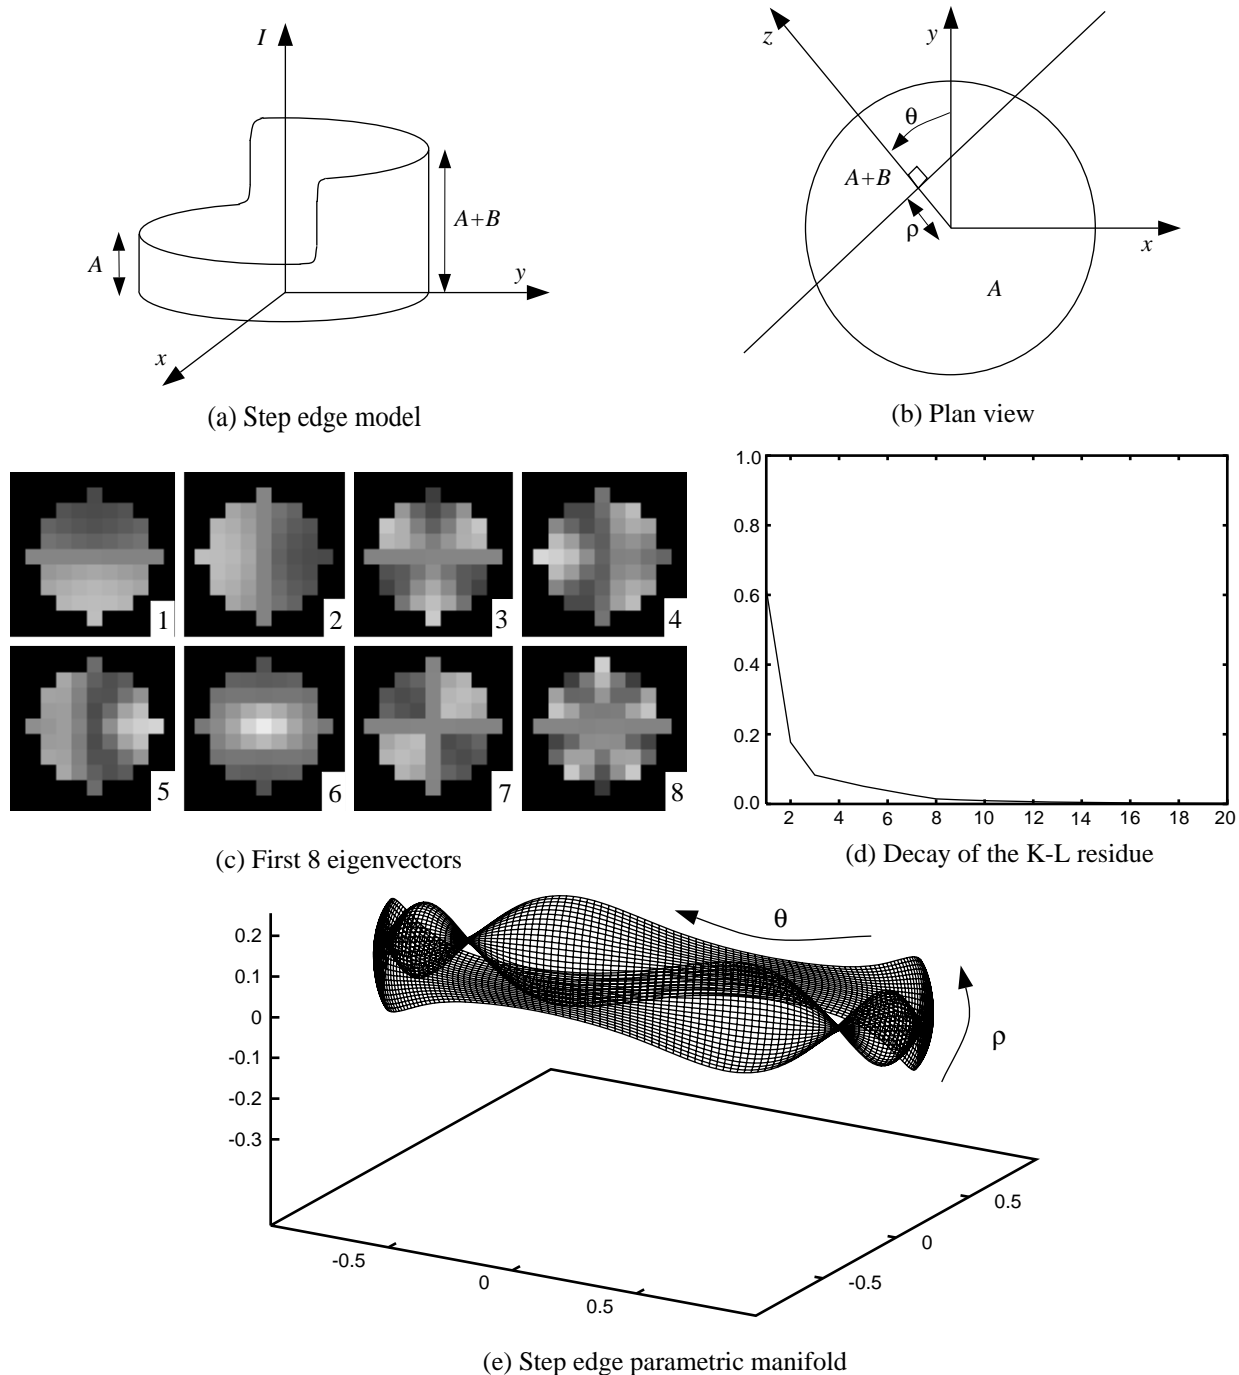 I
A+B
A
y
x
(a) Step edge model
z
y
θ
A+B
ρ
x
A
(b) Plan view
1 2 3 4
5 6 7 8
(c) First 8 eigenvectors
1.0
0.8
0.6
0.4
0.2
0.0
2 4 6 8 10 12 14 16 18 20
(d) Decay of the K-L residue
θ
ρ
0.2
0.1
0
-0.1
-0.2
-0.3
-0.5 0 0.5
-0.5 0 0.5
(e) Step edge parametric manifold